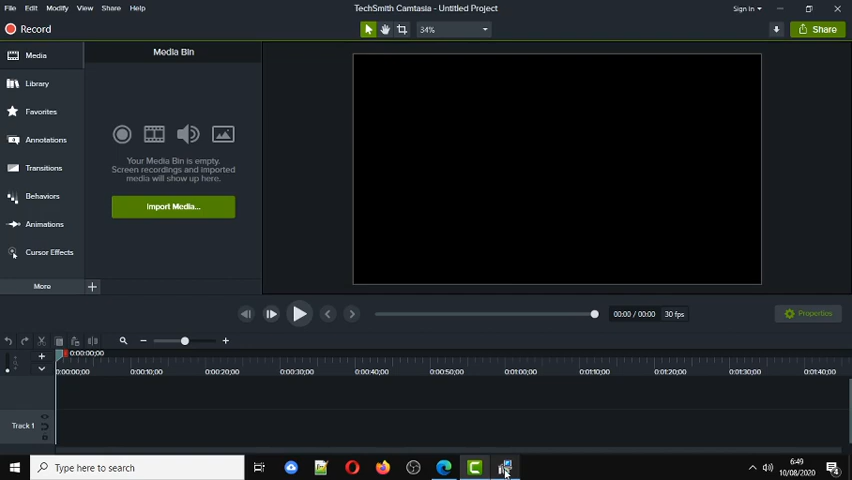 File Edit Modify View Share Help
TechSmith Camtasia - Untitled Project
Sign In
Record
34%
Share
Media
Media Bin
Library
Favorites
Annotations
Your Media Bin is empty.
Screen recordings and imported
media will show up here.
Transitions
Behaviors
Import Media...
Animations
Cursor Effects
More
00:00 / 00:00
30 fps
Properties
0:00:00;00
0:00:00;00 0:00:10;00 0:00:20;00 0:00:30;00 0:00:40;00 0:00:50;00 0:01:00;00 0:01:10;00 0:01:20;00 0:01:30;00 0:01:40;00
Track 1
Type here to search
6:49
10/08/2020
4